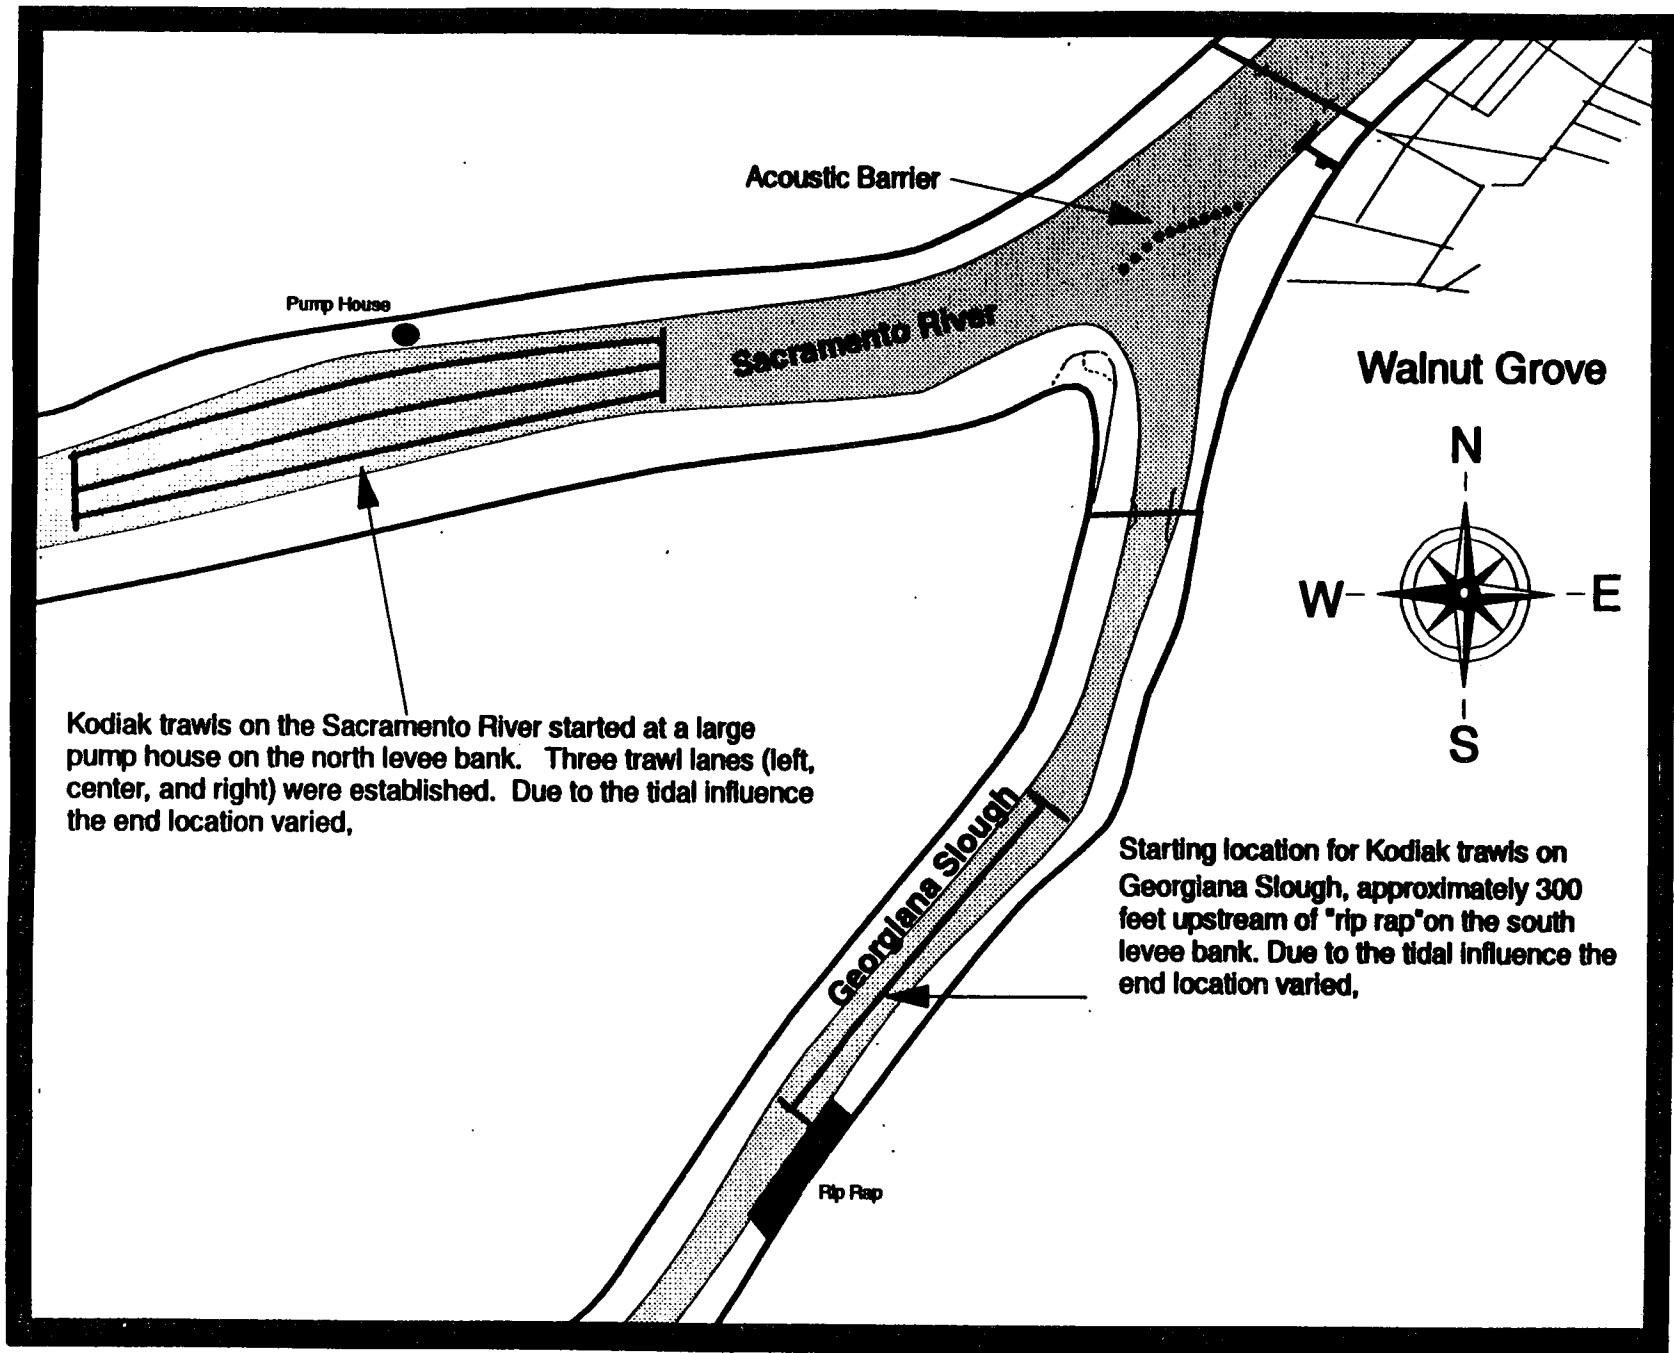 Acoustic Barrier
Pump House
Sacramento River
Walnut Grove
N
W
E
S
Kodiak trawls on the Sacramento River started at a large
pump house on the north levee bank. Three trawl lanes (left,
center, and right) were established. Due to the tidal influence
the end location varied,
Georgiana Slough
Starting location for Kodiak trawls on
Georgiana Slough, approximately 300
feet upstream of "rip rap"on the south
levee bank. Due to the tidal influence the
end location varied,
Rip Rap